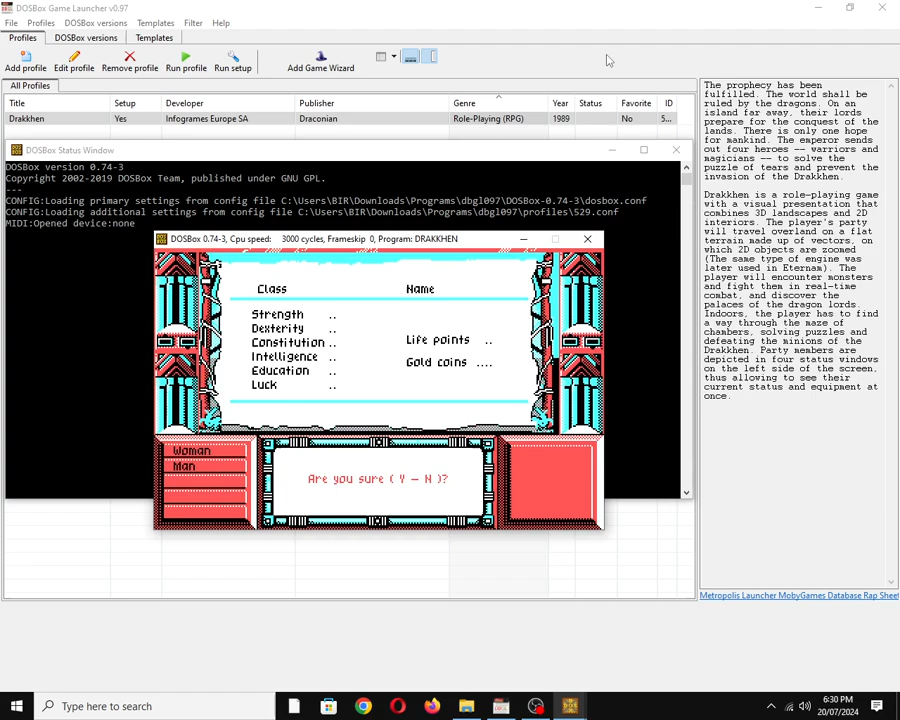 DOSBox Game Launcher v0.97
File Profiles DOSBox versions Templates Filter Help
Profiles DOSBox versions Templates
Add profile Edit profile Remove profile Run profile Run setup Add Game Wizard
All Profiles
Title Setup Developer Publisher Genre Year Status Favorite ID
Drakkhen Yes Infogrames Europe SA Draconian Role-Playing (RPG) 1989 No 5...
DOSBox Status Window
DOSBox version 0.74-3
Copyright 2002-2019 DOSBox Team, published under GNU GPL.
---
CONFIG:Loading primary settings from config file C:\Users\BIR\Downloads\Programs\dbgl097\DOSBox-0.74-3\dosbox.conf
CONFIG:Loading additional settings from config file C:\Users\BIR\Downloads\Programs\dbgl097\profiles\529.conf
MIDI:Opened device:none
DOSBox 0.74-3, Cpu speed: 3000 cycles, Frameskip 0, Program: DRAKKHEN
Class Name
Strength ..
Dexterity ..
Constitution ..
Intelligence ..
Education ..
Luck ..
Life points ..
Gold coins ....
Woman
Man
Are you sure ( Y - N )?
The prophecy has been
fulfilled. The world shall be
ruled by the dragons. On an
island far away, their lords
prepare for the conquest of the
lands. There is only one hope
for mankind. The emperor sends
out four heroes -- warriors and
magicians -- to solve the
puzzle of tears and prevent the
invasion of the Drakkhen.
Drakkhen is a role-playing game
with a visual presentation that
combines 3D landscapes and 2D
interiors. The player's party
will travel overland on a flat
terrain made up of vectors, on
which 2D objects are zoomed
(The same type of engine was
later used in Eternam). The
player will encounter monsters
and fight them in real-time
combat, and discover the
palaces of the dragon lords.
Indoors, the player has to find
a way through the maze of
chambers, solving puzzles and
defeating the minions of the
Drakkhen. Party members are
depicted in four status windows
on the left side of the screen,
thus allowing to see their
current status and equipment at
once.
Metropolis Launcher MobyGames Database Rap Sheet
Type here to search
6:30 PM
20/07/2024